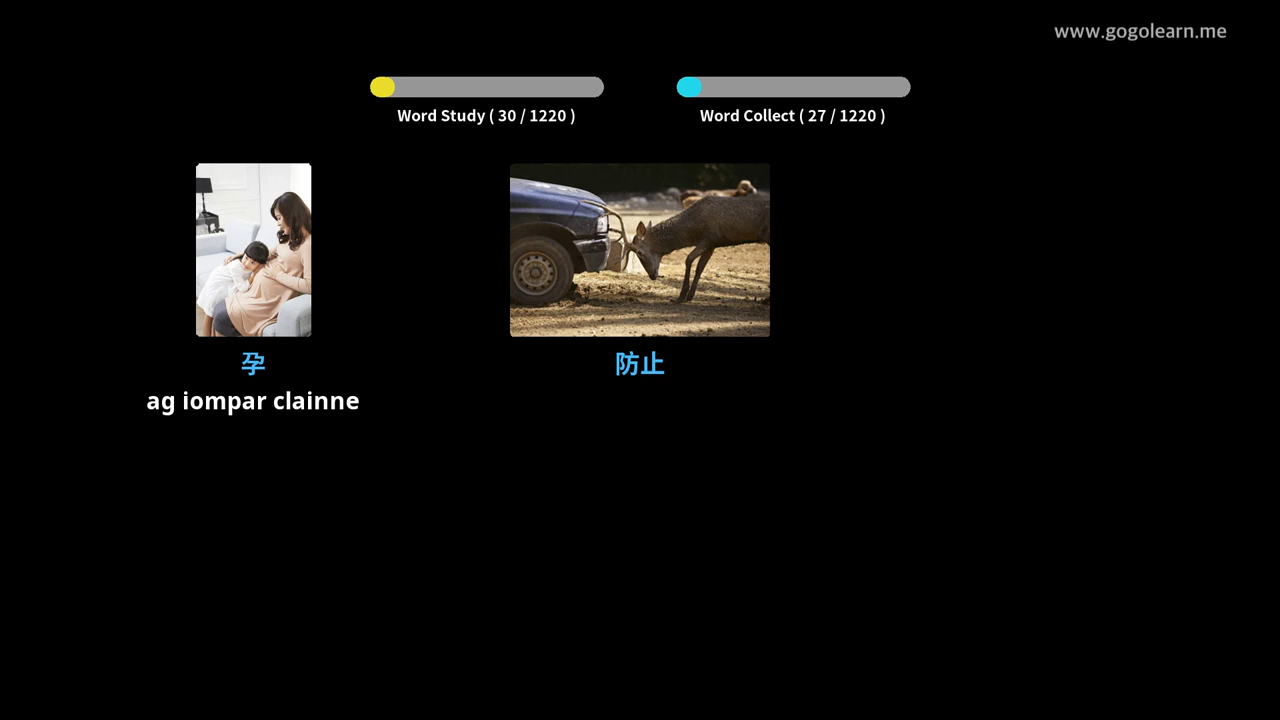 www.gogolearn.me
Word Study ( 30 / 1220 )
Word Collect ( 27 / 1220 )
孕
防止
ag iompar clainne